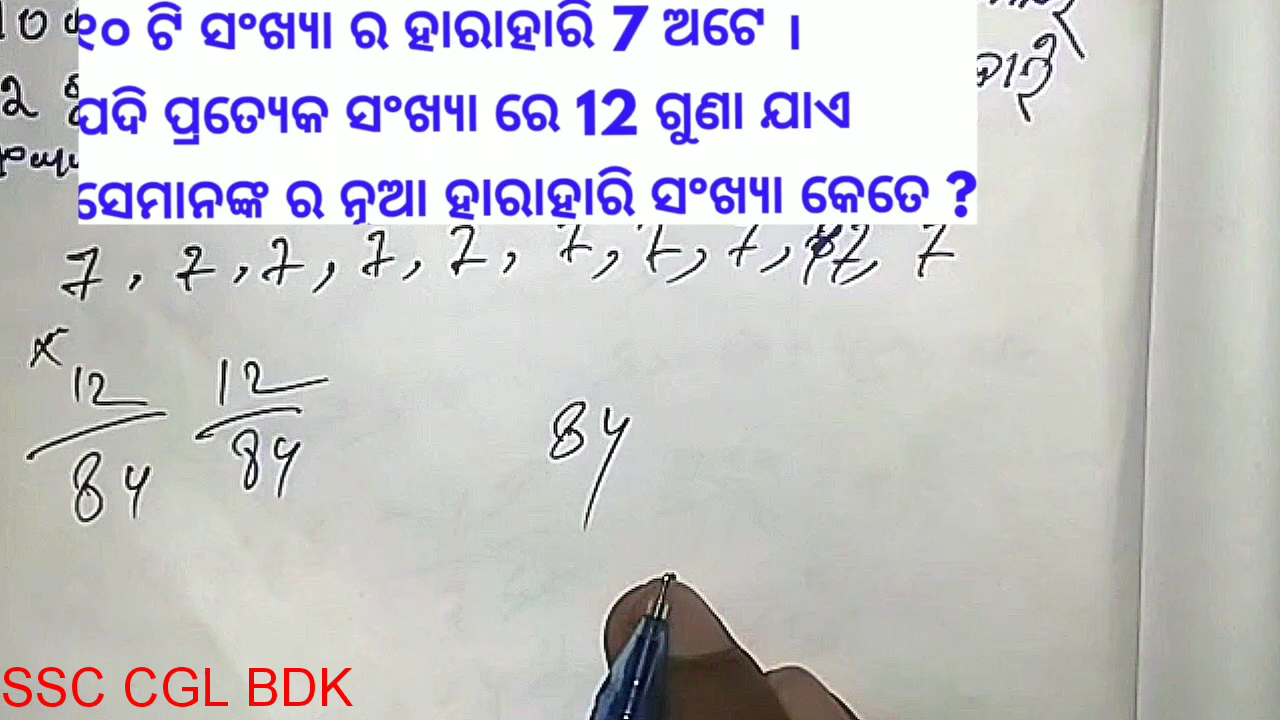 ୧୦ ଟି ସଂଖ୍ୟା ର ହାରାହାରି 7 ଅଟେ ।
ଯଦି ପ୍ରତ୍ୟେକ ସଂଖ୍ୟା ରେ 12 ଗୁଣା ଯାଏ
ସେମାନଙ୍କ ର ନୂଆ ହାରାହାରି ସଂଖ୍ୟା କେତେ ?
7, 7, 7, 7, 7, 7, 7, 7, 7, 7
× 12 12
84 84 84
SSC CGL BDK